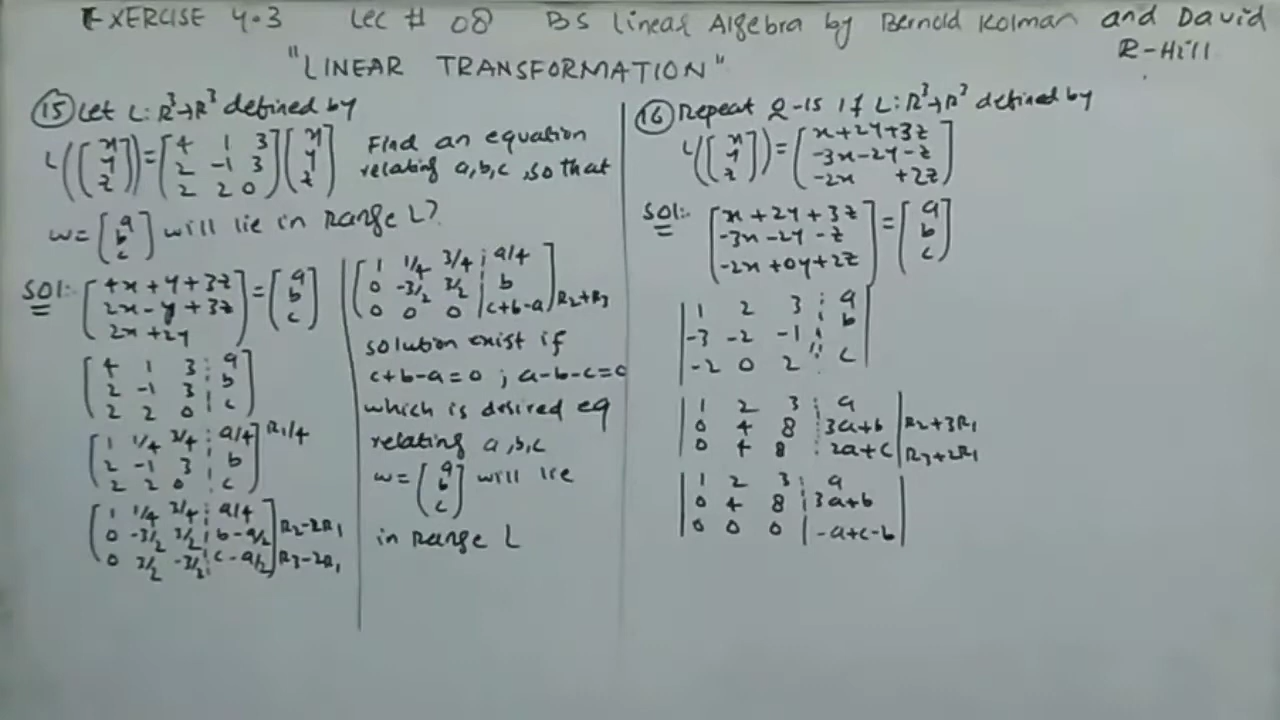 EXERCISE 4.3 Lec # 08 BS Linear Algebra by Bernold Kolman and David
R-Hill
"LINEAR TRANSFORMATION"
(15) Let L: R³→R³ defined by
L([x y z]) = [4 1 3; 2 -1 3; 2 2 0] [x y z] Find an equation
relating a,b,c, so that
w = [a b c] will lie in range L?
Sol: [4x + y + 3z; 2x - y + 3z; 2x + 2y] = [a b c]
[4 1 3 ¦ a; 2 -1 3 ¦ b; 2 2 0 ¦ c]
[1 1/4 3/4 ¦ a/4; 2 -1 3 ¦ b; 2 2 0 ¦ c] R₁/4
[1 1/4 3/4 ¦ a/4; 0 -3/2 3/2 ¦ b - a/2; 0 3/2 -3/2 ¦ c - a/2] R₂-2R₁ R₃-2R₁
[1 1/4 3/4 ¦ a/4; 0 -3/2 3/2 ¦ b; 0 0 0 ¦ c+b-a] R₂+R₃
solution exist if
c+b-a=0 ; a-b-c=0
which is desired eq
relating a,b,c
w = [a b c] will lie
in range L
(16) Repeat Q-15 if L: R³→R³ defined by
L([x y z]) = [x+2y+3z; -3x-2y-z; -2x +2z]
Sol: [x+2y+3z; -3x-2y-z; -2x+0y+2z] = [a b c]
|1 2 3 ¦ a; -3 -2 -1 ¦ b; -2 0 2 ¦ c|
|1 2 3 ¦ a; 0 4 8 ¦ 3a+b; 0 4 8 ¦ 2a+c| R₂+3R₁ R₃+2R₁
|1 2 3 ¦ a; 0 4 8 ¦ 3a+b; 0 0 0 ¦ -a+c-b|